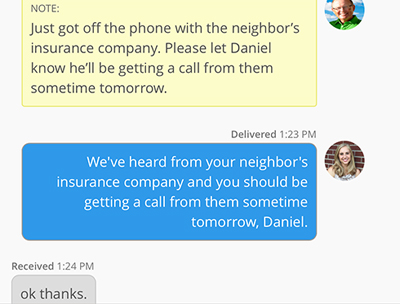 NOTE:
Just got off the phone with the neighbor's
insurance company. Please let Daniel
know he'll be getting a call from them
sometime tomorrow.
Delivered 1:23 PM
We've heard from your neighbor's
insurance company and you should be
getting a call from them sometime
tomorrow, Daniel.
Received 1:24 PM
ok thanks.